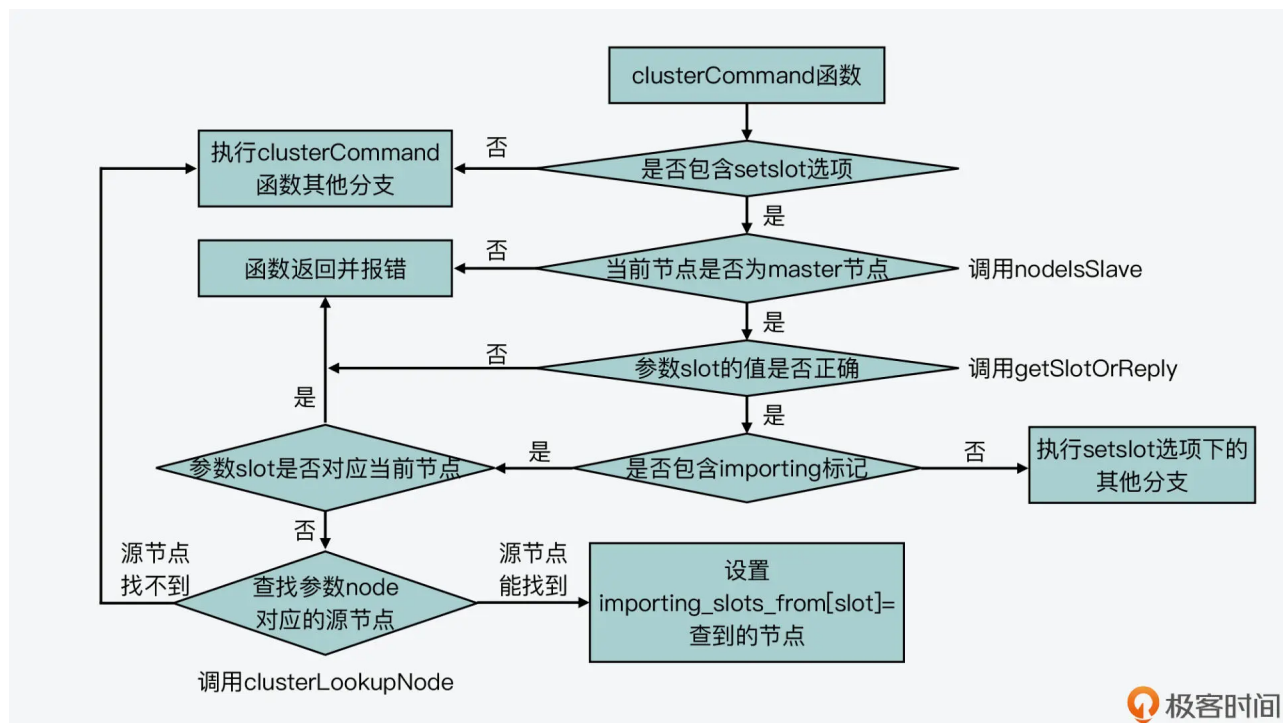 clusterCommand函数
执行clusterCommand
函数其他分支
否
是否包含setslot选项
是
函数返回并报错
否
当前节点是否为master节点
调用nodeIsSlave
是
否
参数slot的值是否正确
调用getSlotOrReply
是
是
参数slot是否对应当前节点
是
是否包含importing标记
否
执行setslot选项下的
其他分支
否
源节点
找不到
查找参数node
对应的源节点
源节点
能找到
设置
importing_slots_from[slot]=
查到的节点
调用clusterLookupNode
极客时间